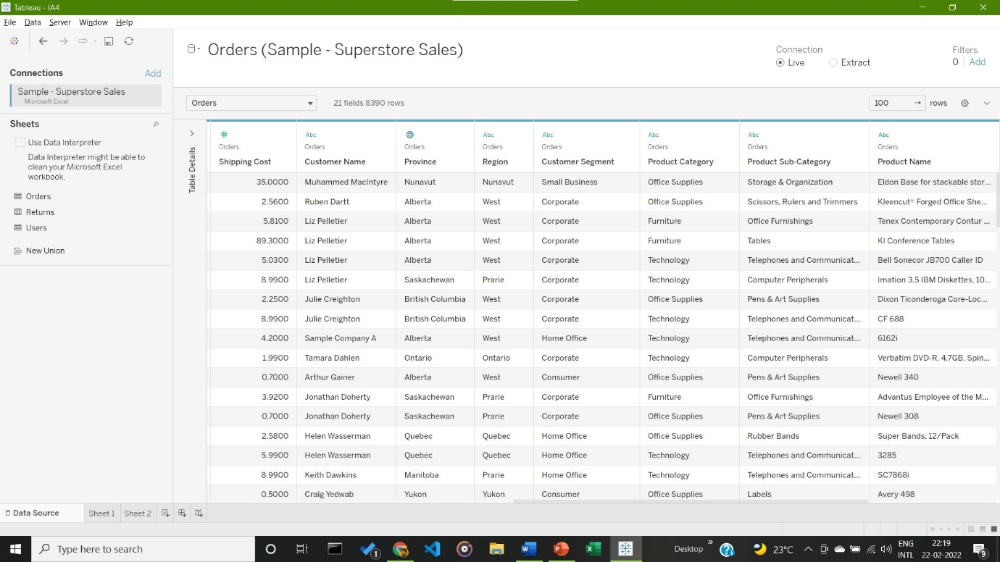 Tableau - IA4
File Data Server Window Help
Connections Add
Sample - Superstore Sales
Microsoft Excel
Sheets
Use Data Interpreter
Data Interpreter might be able to
clean your Microsoft Excel
workbook.
Orders
Returns
Users
New Union
Orders (Sample - Superstore Sales)
Connection
Live Extract
Filters
0 Add
Orders 21 fields 8390 rows 100 rows
Table Details
# Abc Abc Abc Abc Abc Abc
Orders Orders Orders Orders Orders Orders Orders Orders
Shipping Cost Customer Name Province Region Customer Segment Product Category Product Sub-Category Product Name
35.0000 Muhammed MacIntyre Nunavut Nunavut Small Business Office Supplies Storage & Organization Eldon Base for stackable stor...
2.5600 Ruben Dartt Alberta West Corporate Office Supplies Scissors, Rulers and Trimmers Kleencut® Forged Office She...
5.8100 Liz Pelletier Alberta West Corporate Furniture Office Furnishings Tenex Contemporary Contur ...
89.3000 Liz Pelletier Alberta West Corporate Furniture Tables KI Conference Tables
5.0300 Liz Pelletier Alberta West Corporate Technology Telephones and Communicat... Bell Sonecor JB700 Caller ID
8.9900 Liz Pelletier Saskachewan Prarie Corporate Technology Computer Peripherals Imation 3.5 IBM Diskettes, 10...
2.2500 Julie Creighton British Columbia West Corporate Office Supplies Pens & Art Supplies Dixon Ticonderoga Core-Loc...
8.9900 Julie Creighton British Columbia West Corporate Technology Telephones and Communicat... CF 688
4.2000 Sample Company A Alberta West Home Office Technology Telephones and Communicat... 6162i
1.9900 Tamara Dahlen Ontario Ontario Corporate Technology Computer Peripherals Verbatim DVD-R, 4.7GB, Spin...
0.7000 Arthur Gainer Alberta West Consumer Office Supplies Pens & Art Supplies Newell 340
3.9200 Jonathan Doherty Saskachewan Prarie Corporate Furniture Office Furnishings Advantus Employee of the M...
0.7000 Jonathan Doherty Saskachewan Prarie Corporate Office Supplies Pens & Art Supplies Newell 308
2.5800 Helen Wasserman Quebec Quebec Home Office Office Supplies Rubber Bands Super Bands, 12/Pack
5.9900 Helen Wasserman Quebec Quebec Home Office Technology Telephones and Communicat... 3285
8.9900 Keith Dawkins Manitoba Prarie Home Office Technology Telephones and Communicat... SC7868i
0.5000 Craig Yedwab Yukon Yukon Consumer Office Supplies Labels Avery 498
Data Source Sheet 1 Sheet 2
Type here to search
1
Desktop
23°C
ENG
INTL
22:19
22-02-2022
9